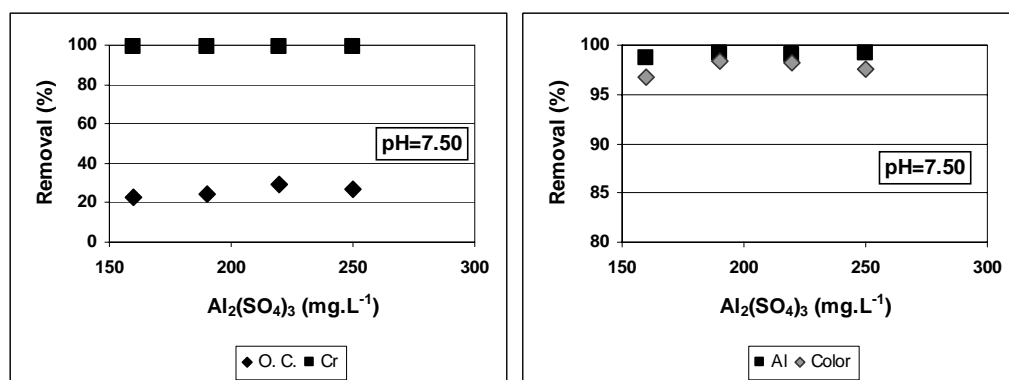 100
80
60
40
20
0
Removal (%)
pH=7.50
150 200 250 300
Al₂(SO₄)₃ (mg.L⁻¹)
O. C. Cr
100
95
90
85
80
Removal (%)
pH=7.50
150 200 250 300
Al₂(SO₄)₃ (mg.L⁻¹)
Al Color